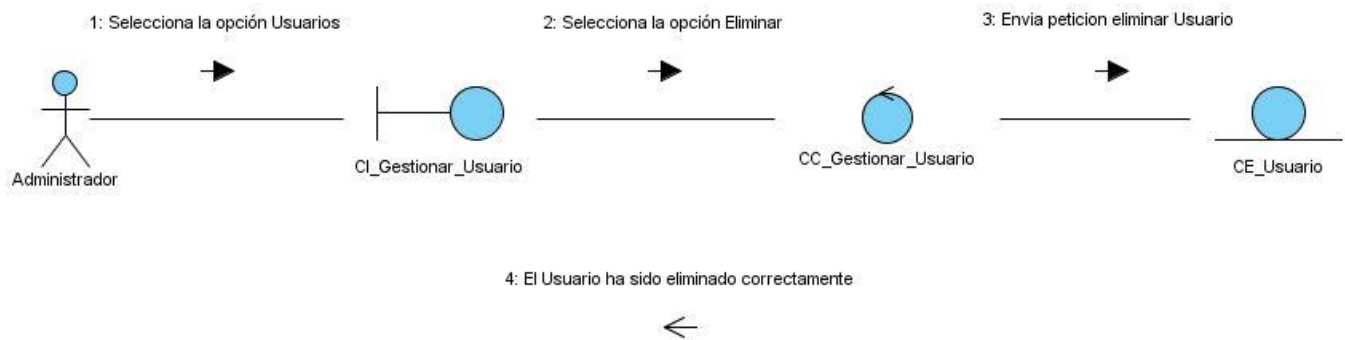 1: Selecciona la opción Usuarios
2: Selecciona la opción Eliminar
3: Envia peticion eliminar Usuario
Administrador
CI_Gestionar_Usuario
CC_Gestionar_Usuario
CE_Usuario
4: El Usuario ha sido eliminado correctamente